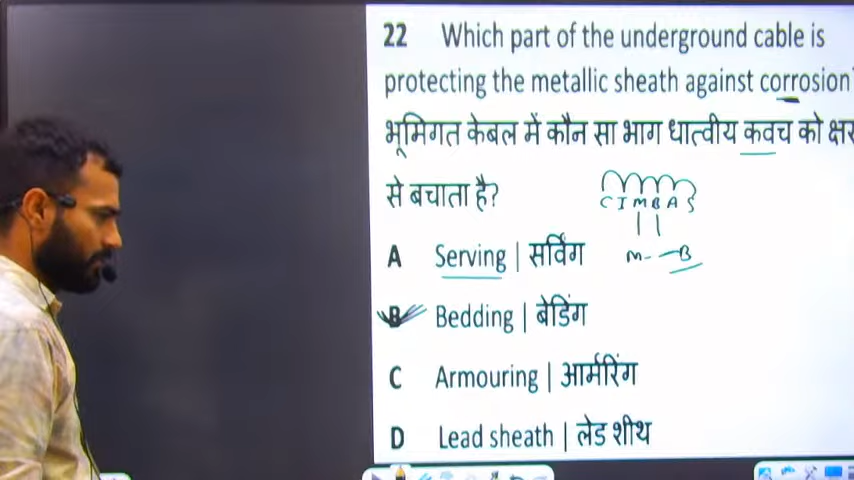 22 Which part of the underground cable is
protecting the metallic sheath against corrosion
भूमिगत केबल में कौन सा भाग धात्वीय कवच को क्षर
से बचाता है?
C I M B A S
M - B
A Serving | सर्विंग
B Bedding | बेडिंग
C Armouring | आर्मरिंग
D Lead sheath | लेड शीथ